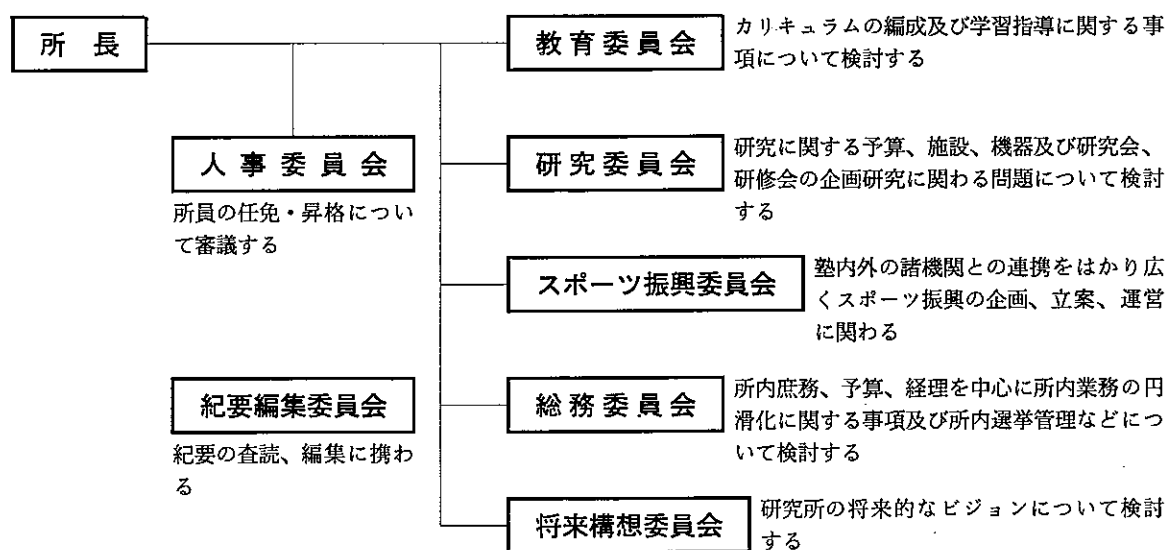 所長
教育委員会
カリキュラムの編成及び学習指導に関する事
項について検討する
人事委員会
所員の任免・昇格につい
て審議する
研究委員会
研究に関する予算、施設、機器及び研究会、
研修会の企画研究に関わる問題について検討
する
スポーツ振興委員会
塾内外の諸機関との連携をはかり広
くスポーツ振興の企画、立案、運営
に関わる
紀要編集委員会
紀要の査読、編集に携わ
る
総務委員会
所内庶務、予算、経理を中心に所内業務の円
滑化に関する事項及び所内選挙管理などにつ
いて検討する
将来構想委員会
研究所の将来的なビジョンについて検討
する